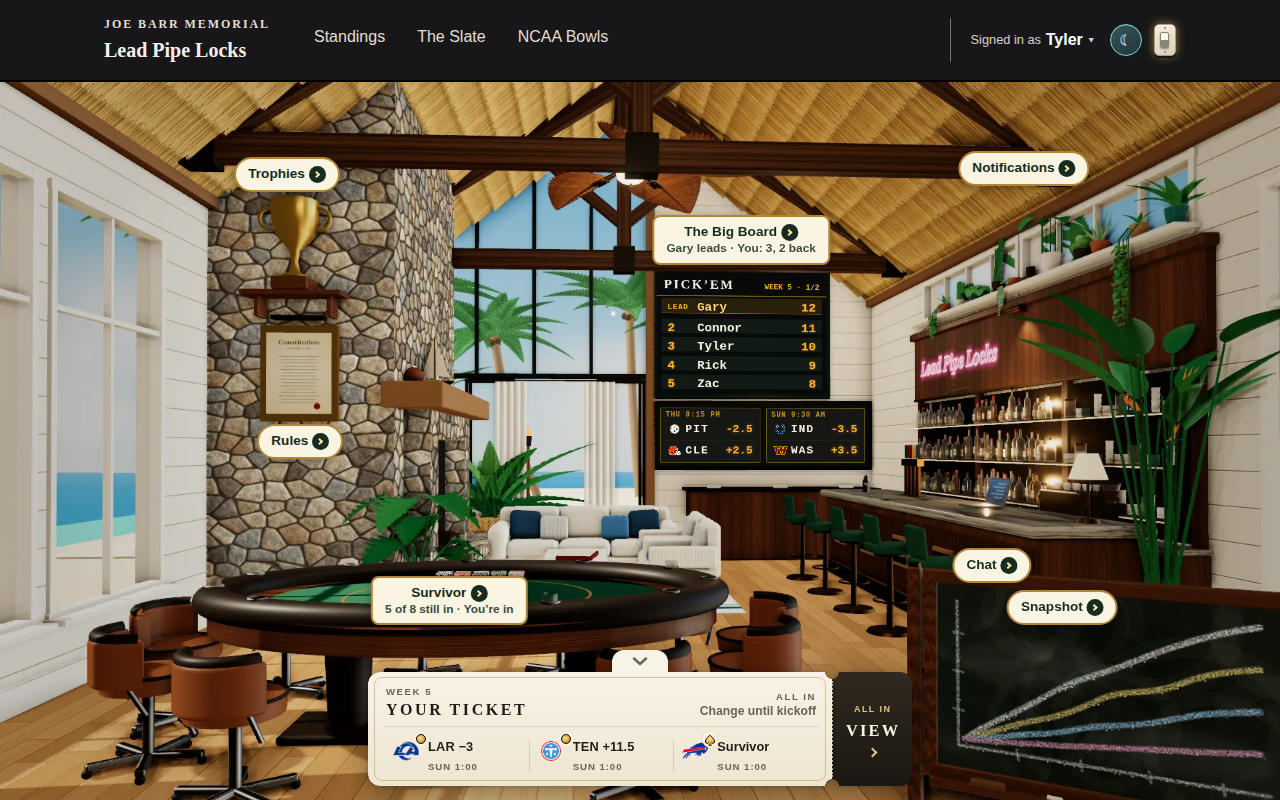 JOE BARR MEMORIAL
Lead Pipe Locks
Standings
The Slate
NCAA Bowls
Signed in as Tyler
Trophies
Notifications
The Big Board
Gary leads · You: 3, 2 back
PICK'EM WEEK 5 · 1/2
LEAD Gary 12
2 Connor 11
3 Tyler 10
4 Rick 9
5 Zac 8
THU 8:15 PM
PIT -2.5
CLE +2.5
SUN 9:30 AM
IND -3.5
WAS +3.5
Constitution
Rules
Lead Pipe Locks
Chat
Snapshot
Survivor
5 of 8 still in · You're in
WEEK 5
YOUR TICKET
ALL IN
Change until kickoff
LAR −3
SUN 1:00
TEN +11.5
SUN 1:00
Survivor
SUN 1:00
ALL IN
VIEW